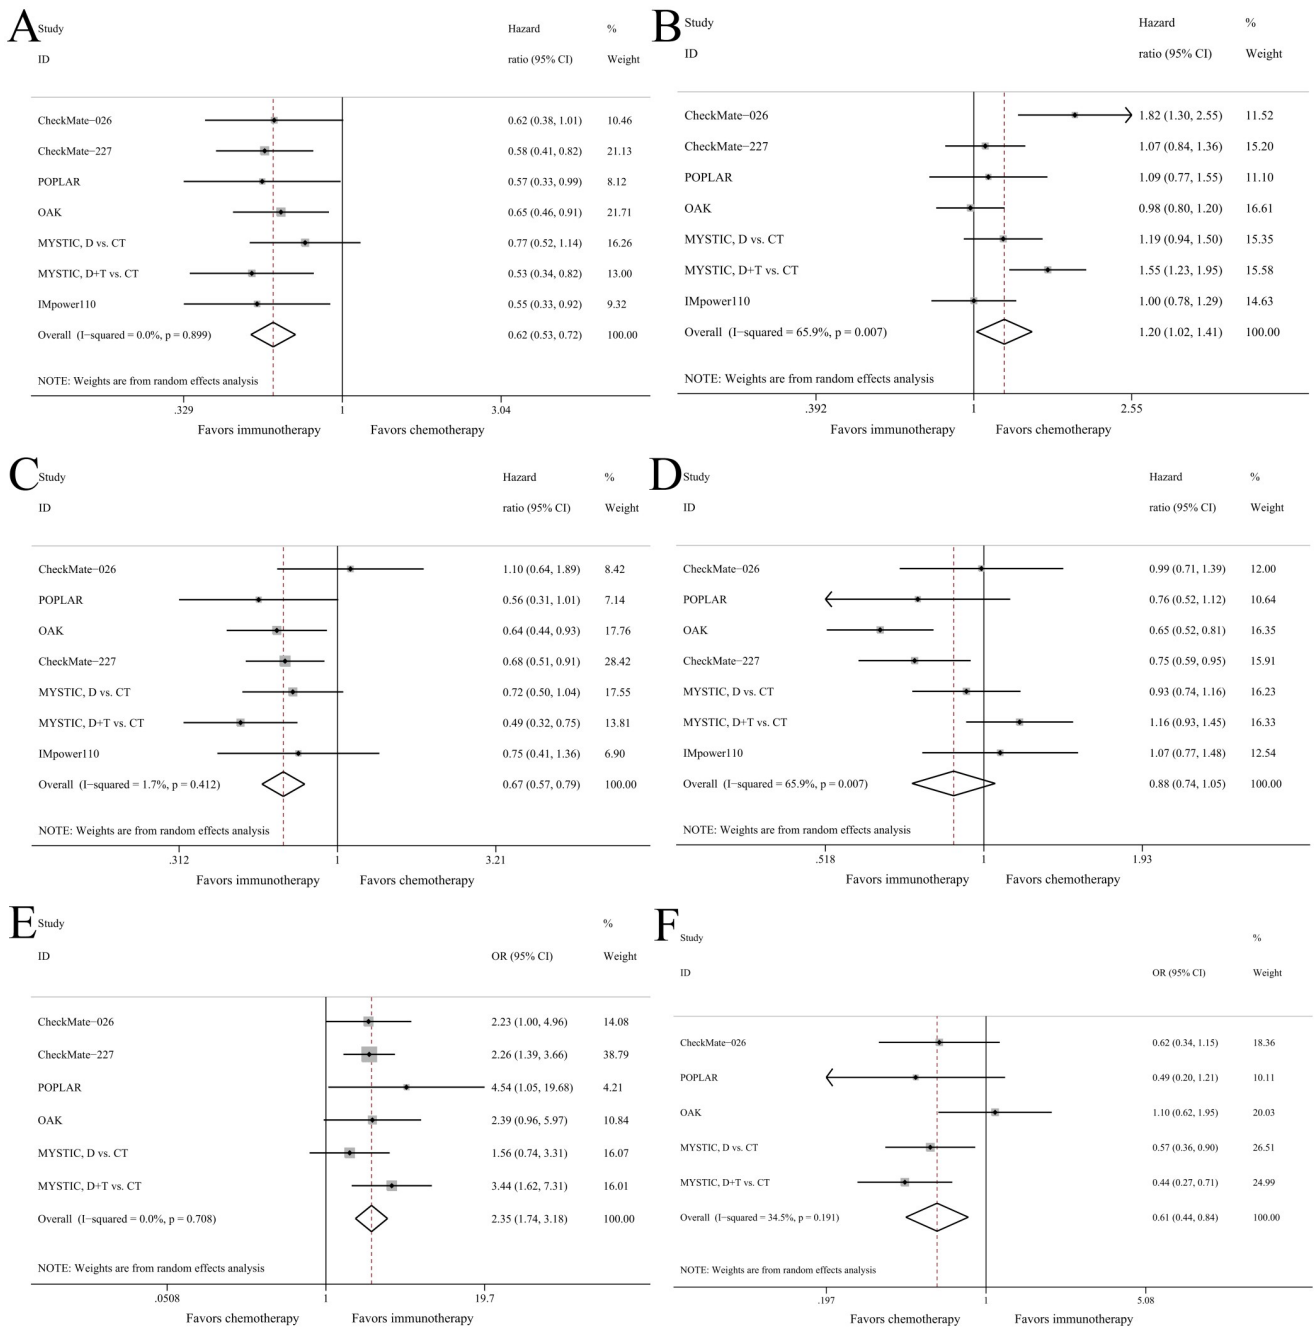 A
Study Hazard %
ID ratio (95% CI) Weight
CheckMate−026 0.62 (0.38, 1.01) 10.46
CheckMate−227 0.58 (0.41, 0.82) 21.13
POPLAR 0.57 (0.33, 0.99) 8.12
OAK 0.65 (0.46, 0.91) 21.71
MYSTIC, D vs. CT 0.77 (0.52, 1.14) 16.26
MYSTIC, D+T vs. CT 0.53 (0.34, 0.82) 13.00
IMpower110 0.55 (0.33, 0.92) 9.32
Overall (I−squared = 0.0%, p = 0.899) 0.62 (0.53, 0.72) 100.00
NOTE: Weights are from random effects analysis
.329 1 3.04
Favors immunotherapy Favors chemotherapy
B
Study Hazard %
ID ratio (95% CI) Weight
CheckMate−026 1.82 (1.30, 2.55) 11.52
CheckMate−227 1.07 (0.84, 1.36) 15.20
POPLAR 1.09 (0.77, 1.55) 11.10
OAK 0.98 (0.80, 1.20) 16.61
MYSTIC, D vs. CT 1.19 (0.94, 1.50) 15.35
MYSTIC, D+T vs. CT 1.55 (1.23, 1.95) 15.58
IMpower110 1.00 (0.78, 1.29) 14.63
Overall (I−squared = 65.9%, p = 0.007) 1.20 (1.02, 1.41) 100.00
NOTE: Weights are from random effects analysis
.392 1 2.55
Favors immunotherapy Favors chemotherapy
C
Study Hazard %
ID ratio (95% CI) Weight
CheckMate−026 1.10 (0.64, 1.89) 8.42
POPLAR 0.56 (0.31, 1.01) 7.14
OAK 0.64 (0.44, 0.93) 17.76
CheckMate−227 0.68 (0.51, 0.91) 28.42
MYSTIC, D vs. CT 0.72 (0.50, 1.04) 17.55
MYSTIC, D+T vs. CT 0.49 (0.32, 0.75) 13.81
IMpower110 0.75 (0.41, 1.36) 6.90
Overall (I−squared = 1.7%, p = 0.412) 0.67 (0.57, 0.79) 100.00
NOTE: Weights are from random effects analysis
.312 1 3.21
Favors immunotherapy Favors chemotherapy
D
Study Hazard %
ID ratio (95% CI) Weight
CheckMate−026 0.99 (0.71, 1.39) 12.00
POPLAR 0.76 (0.52, 1.12) 10.64
OAK 0.65 (0.52, 0.81) 16.35
CheckMate−227 0.75 (0.59, 0.95) 15.91
MYSTIC, D vs. CT 0.93 (0.74, 1.16) 16.23
MYSTIC, D+T vs. CT 1.16 (0.93, 1.45) 16.33
IMpower110 1.07 (0.77, 1.48) 12.54
Overall (I−squared = 65.9%, p = 0.007) 0.88 (0.74, 1.05) 100.00
NOTE: Weights are from random effects analysis
.518 1 1.93
Favors immunotherapy Favors chemotherapy
E
Study %
ID OR (95% CI) Weight
CheckMate−026 2.23 (1.00, 4.96) 14.08
CheckMate−227 2.26 (1.39, 3.66) 38.79
POPLAR 4.54 (1.05, 19.68) 4.21
OAK 2.39 (0.96, 5.97) 10.84
MYSTIC, D vs. CT 1.56 (0.74, 3.31) 16.07
MYSTIC, D+T vs. CT 3.44 (1.62, 7.31) 16.01
Overall (I−squared = 0.0%, p = 0.708) 2.35 (1.74, 3.18) 100.00
NOTE: Weights are from random effects analysis
.0508 1 19.7
Favors chemotherapy Favors immunotherapy
F
Study %
ID OR (95% CI) Weight
CheckMate−026 0.62 (0.34, 1.15) 18.36
POPLAR 0.49 (0.20, 1.21) 10.11
OAK 1.10 (0.62, 1.95) 20.03
MYSTIC, D vs. CT 0.57 (0.36, 0.90) 26.51
MYSTIC, D+T vs. CT 0.44 (0.27, 0.71) 24.99
Overall (I−squared = 34.5%, p = 0.191) 0.61 (0.44, 0.84) 100.00
NOTE: Weights are from random effects analysis
.197 1 5.08
Favors chemotherapy Favors immunotherapy